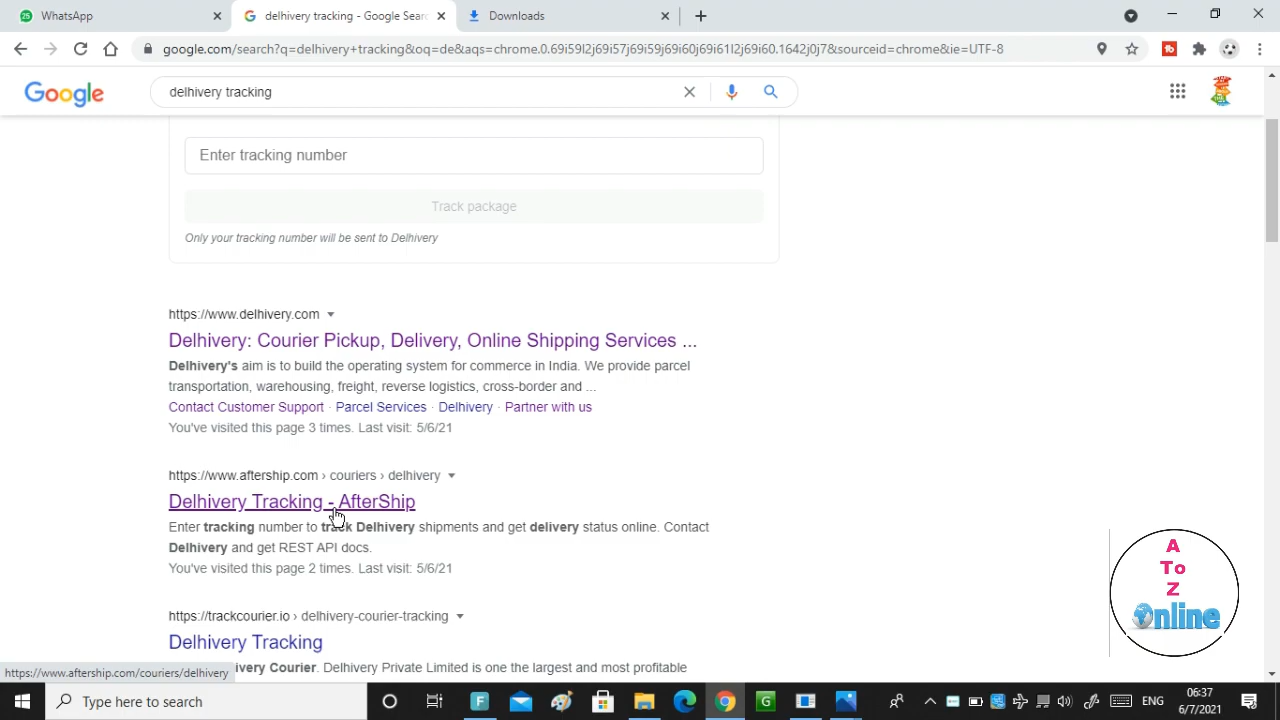 WhatsApp
delhivery tracking - Google Sear
Downloads
google.com/search?q=delhivery+tracking&oq=de&aqs=chrome.0.69i59l2j69i57j69i59j69i60j69i61l2j69i60.1642j0j7&sourceid=chrome&ie=UTF-8
Google
delhivery tracking
Enter tracking number
Track package
Only your tracking number will be sent to Delhivery
https://www.delhivery.com
Delhivery: Courier Pickup, Delivery, Online Shipping Services ...
Delhivery's aim is to build the operating system for commerce in India. We provide parcel
transportation, warehousing, freight, reverse logistics, cross-border and ...
Contact Customer Support · Parcel Services · Delhivery · Partner with us
You've visited this page 3 times. Last visit: 5/6/21
https://www.aftership.com › couriers › delhivery
Delhivery Tracking - AfterShip
Enter tracking number to track Delhivery shipments and get delivery status online. Contact
Delhivery and get REST API docs.
You've visited this page 2 times. Last visit: 5/6/21
https://trackcourier.io › delhivery-courier-tracking
Delhivery Tracking
ivery Courier. Delhivery Private Limited is one the largest and most profitable
https://www.aftership.com/couriers/delhivery
A
To
Z
Online
Type here to search
ENG
06:37
6/7/2021